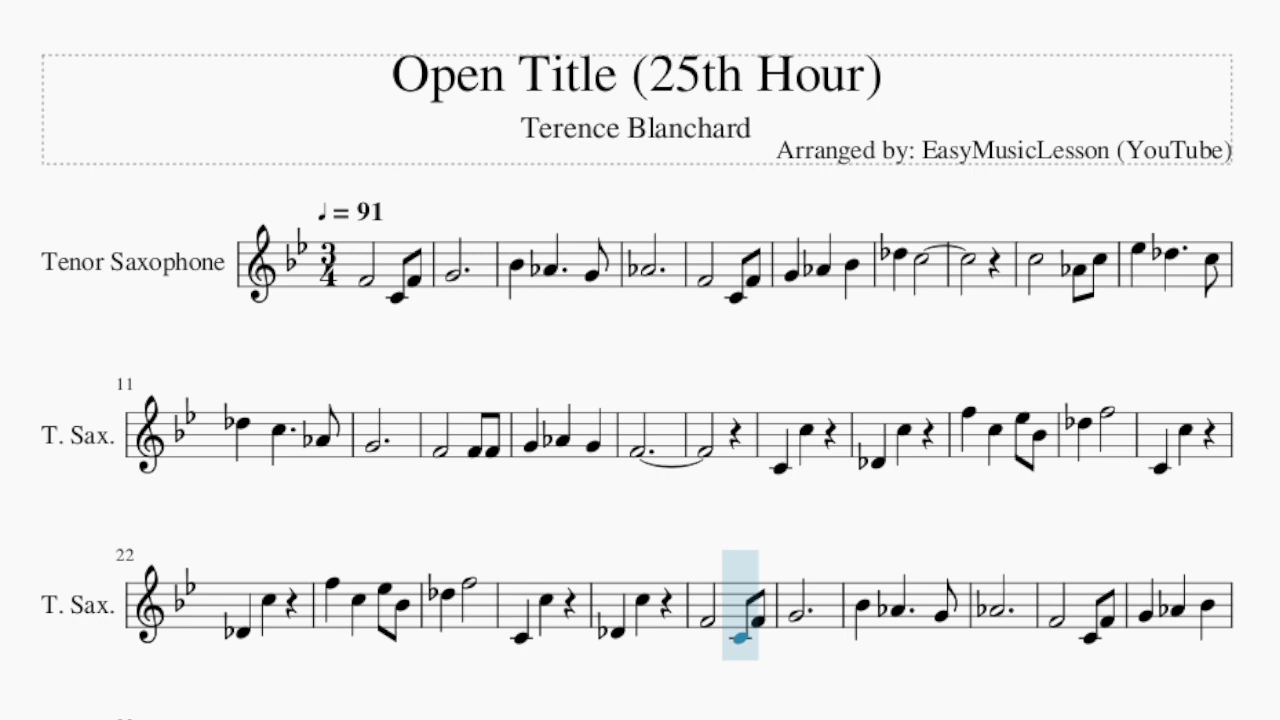 Open Title (25th Hour)
Terence Blanchard
Arranged by: EasyMusicLesson (YouTube)
♩ = 91
Tenor Saxophone
3
4
11
T. Sax.
22
T. Sax.